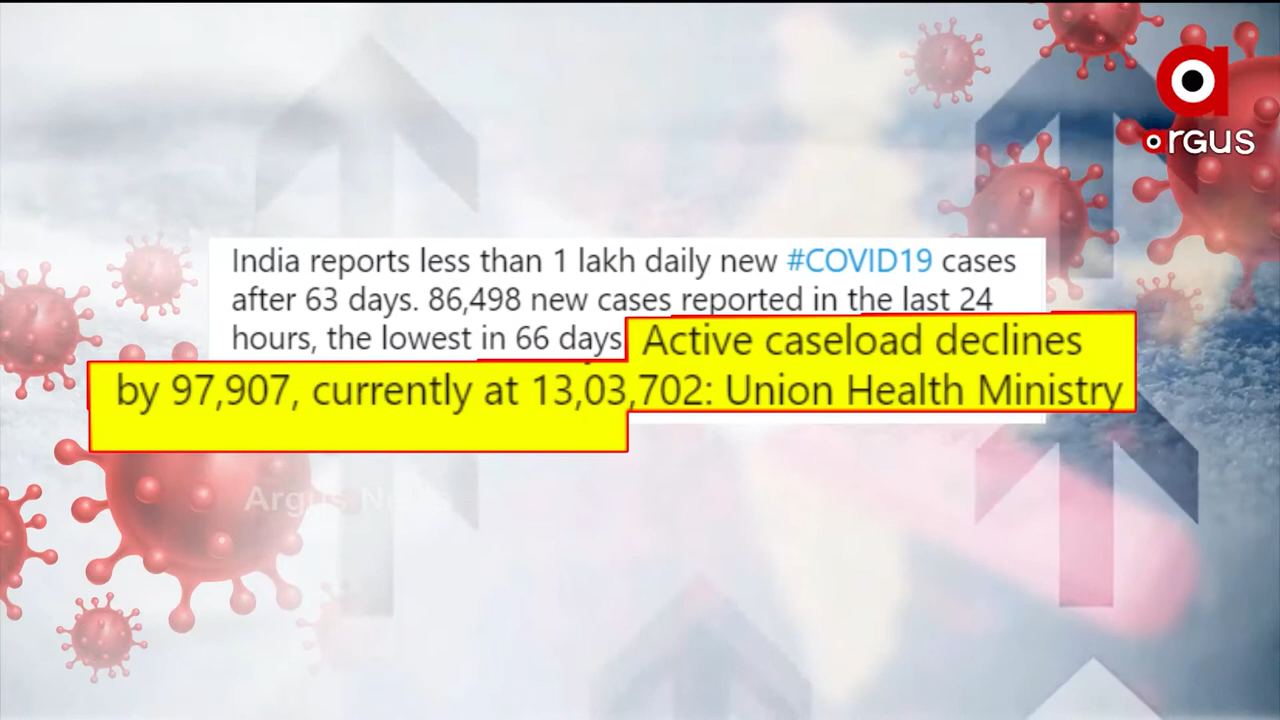 argus
India reports less than 1 lakh daily new #COVID19 cases
after 63 days. 86,498 new cases reported in the last 24
hours, the lowest in 66 days
Active caseload declines
by 97,907, currently at 13,03,702: Union Health Ministry
Argus News